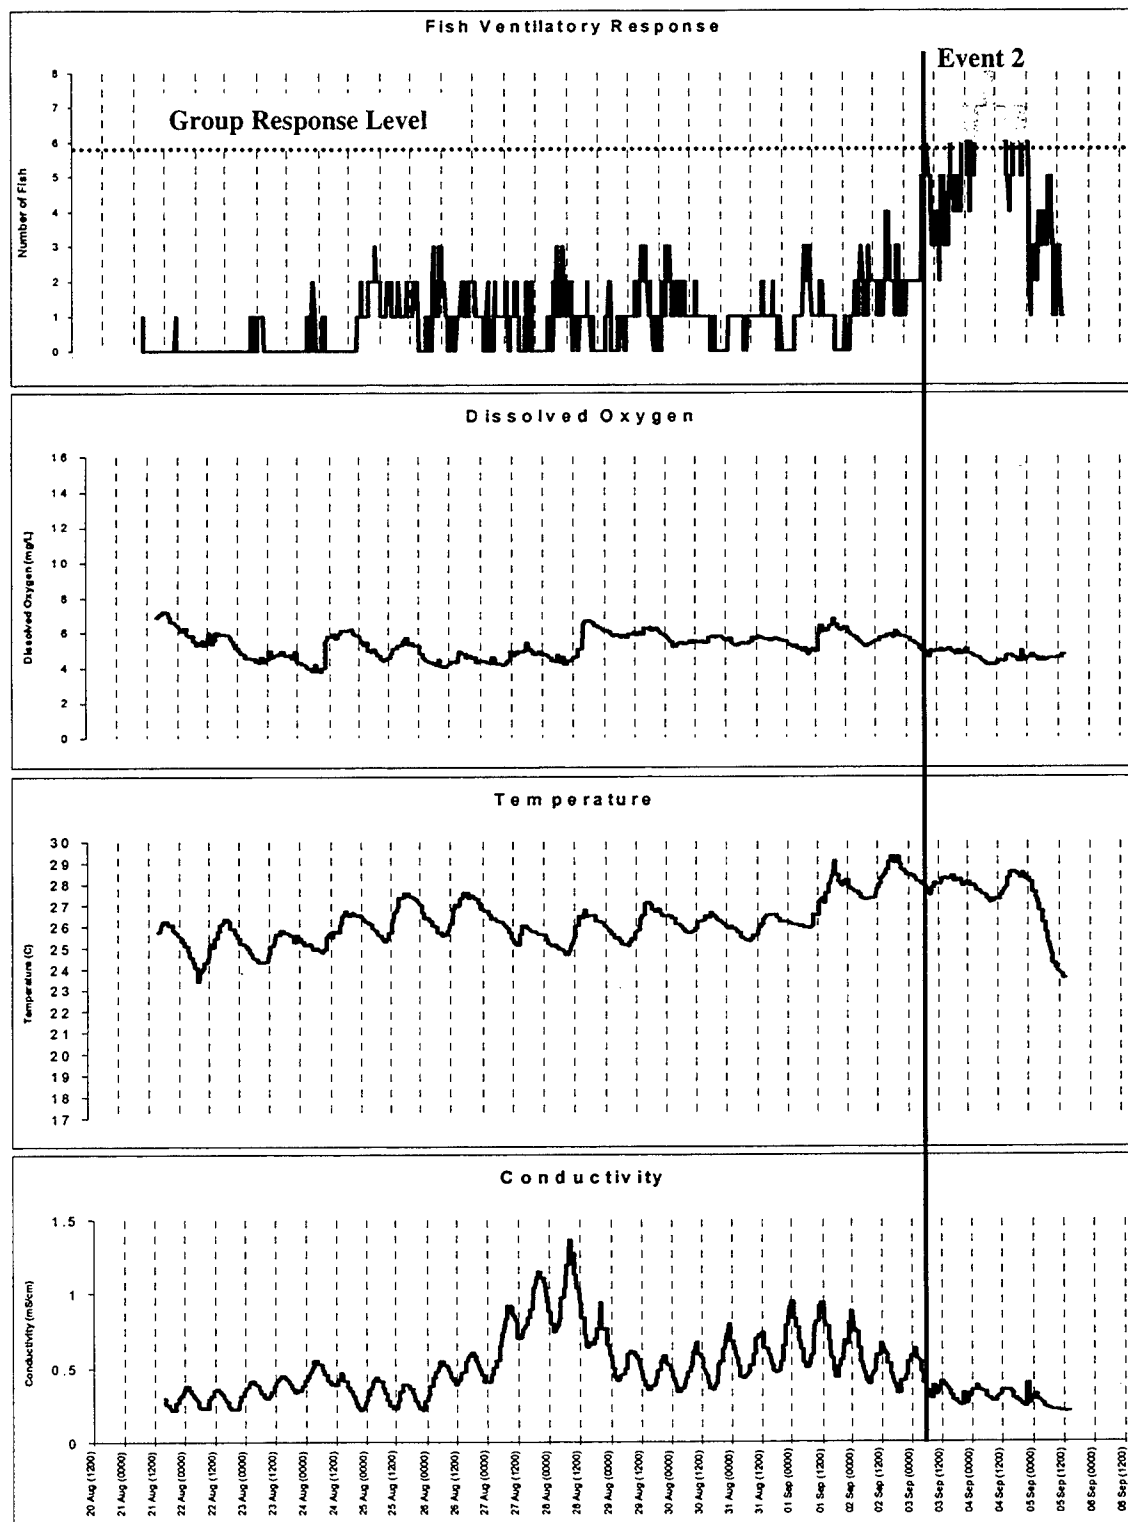 Fish Ventilatory Response
Event 2
Group Response Level
Number of Fish
8
7
6
5
4
3
2
1
0
Dissolved Oxygen
Dissolved Oxygen (mg/L)
16
14
12
10
8
6
4
2
0
Temperature
Temperature (C)
30
29
28
27
26
25
24
23
22
21
20
19
18
17
Conductivity
Conductivity (mS/cm)
1.5
1
0.5
0
20 Aug (1200)
21 Aug (0000)
21 Aug (1200)
22 Aug (0000)
22 Aug (1200)
23 Aug (0000)
23 Aug (1200)
24 Aug (0000)
24 Aug (1200)
25 Aug (0000)
25 Aug (1200)
26 Aug (0000)
26 Aug (1200)
27 Aug (0000)
27 Aug (1200)
28 Aug (0000)
28 Aug (1200)
29 Aug (0000)
29 Aug (1200)
30 Aug (0000)
30 Aug (1200)
31 Aug (0000)
31 Aug (1200)
01 Sep (0000)
01 Sep (1200)
02 Sep (0000)
02 Sep (1200)
03 Sep (0000)
03 Sep (1200)
04 Sep (0000)
04 Sep (1200)
05 Sep (0000)
05 Sep (1200)
06 Sep (0000)
06 Sep (1200)